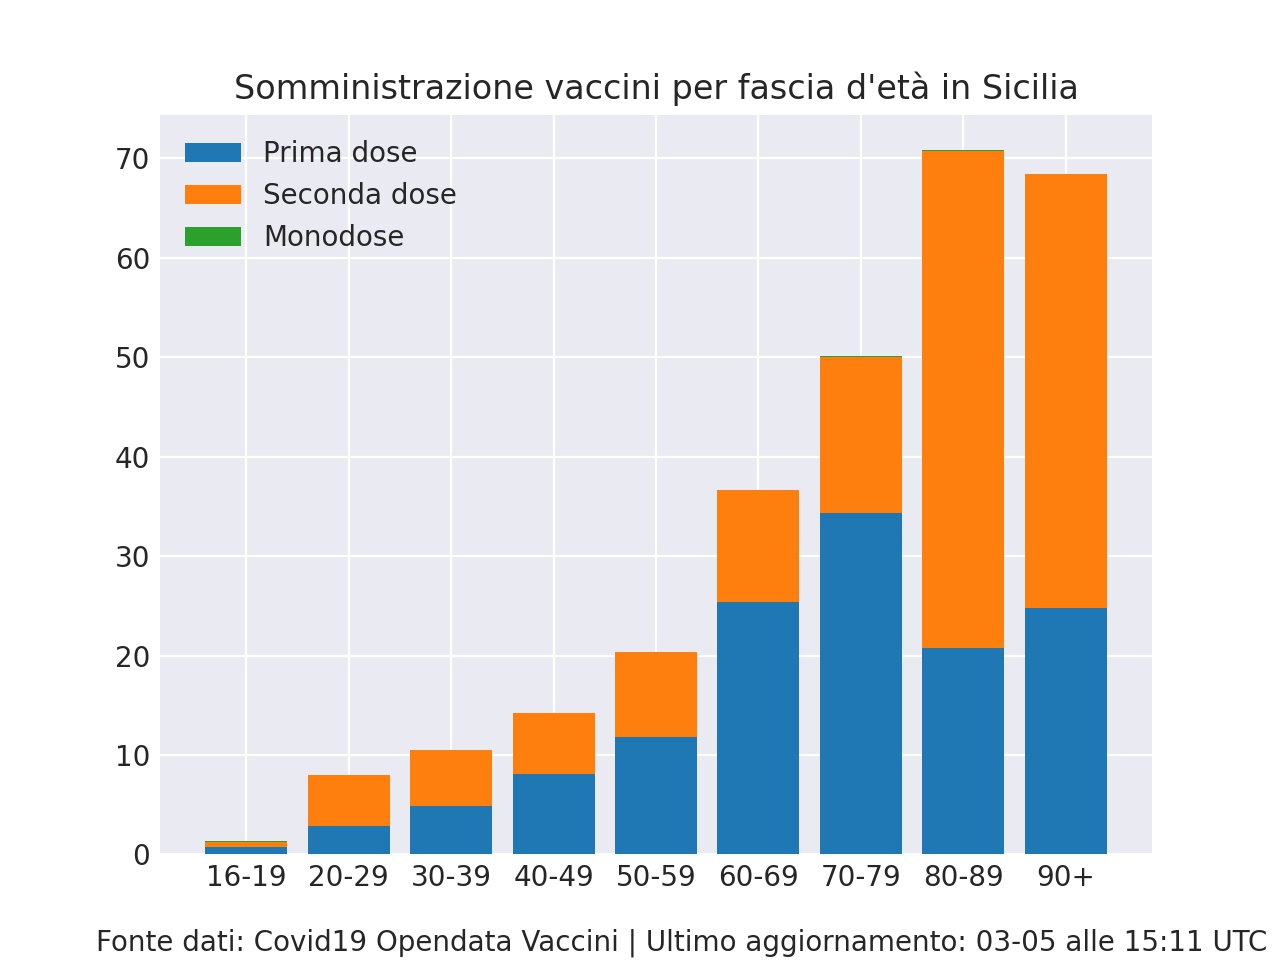 Somministrazione vaccini per fascia d'età in Sicilia
Prima dose
Seconda dose
Monodose
70
60
50
40
30
20
10
0
16-19 20-29 30-39 40-49 50-59 60-69 70-79 80-89 90+
Fonte dati: Covid19 Opendata Vaccini | Ultimo aggiornamento: 03-05 alle 15:11 UTC